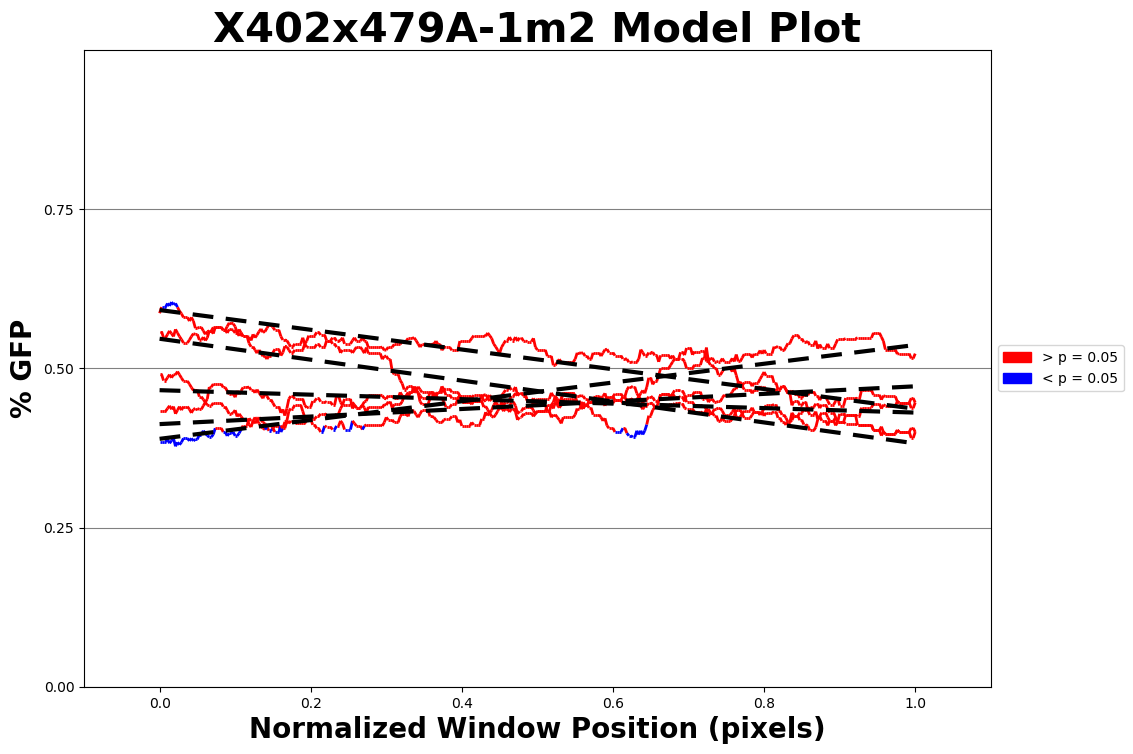 X402x479A-1m2 Model Plot
% GFP
0.75
0.50
0.25
0.00
0.0 0.2 0.4 0.6 0.8 1.0
Normalized Window Position (pixels)
> p = 0.05
< p = 0.05